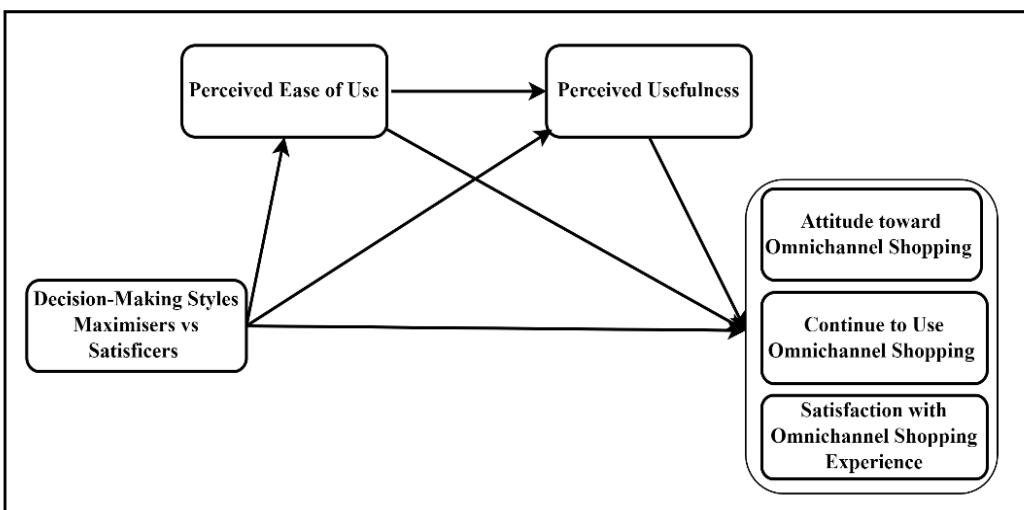 Perceived Ease of Use
Perceived Usefulness
Attitude toward
Omnichannel Shopping
Decision-Making Styles
Maximisers vs
Satisficers
Continue to Use
Omnichannel Shopping
Satisfaction with
Omnichannel Shopping
Experience